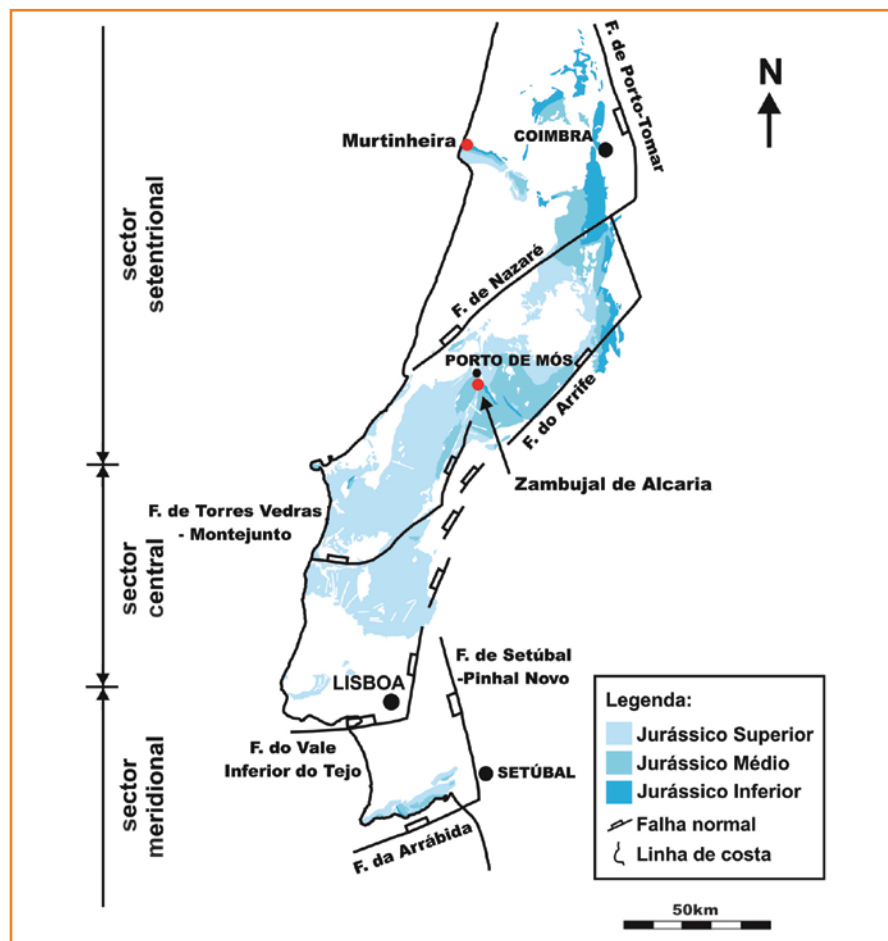 F. de Porto-Tomar
N
Murtinheira
COIMBRA
sector
setentrional
F. de Nazaré
PORTO DE MÓS
F. do Arrife
Zambujal de Alcaria
F. de Torres Vedras
- Montejunto
sector
central
F. de Setúbal
-Pinhal Novo
LISBOA
F. do Vale
Inferior do Tejo
SETÚBAL
sector
meridional
F. da Arrábida
Legenda:
Jurássico Superior
Jurássico Médio
Jurássico Inferior
Falha normal
Linha de costa
50km